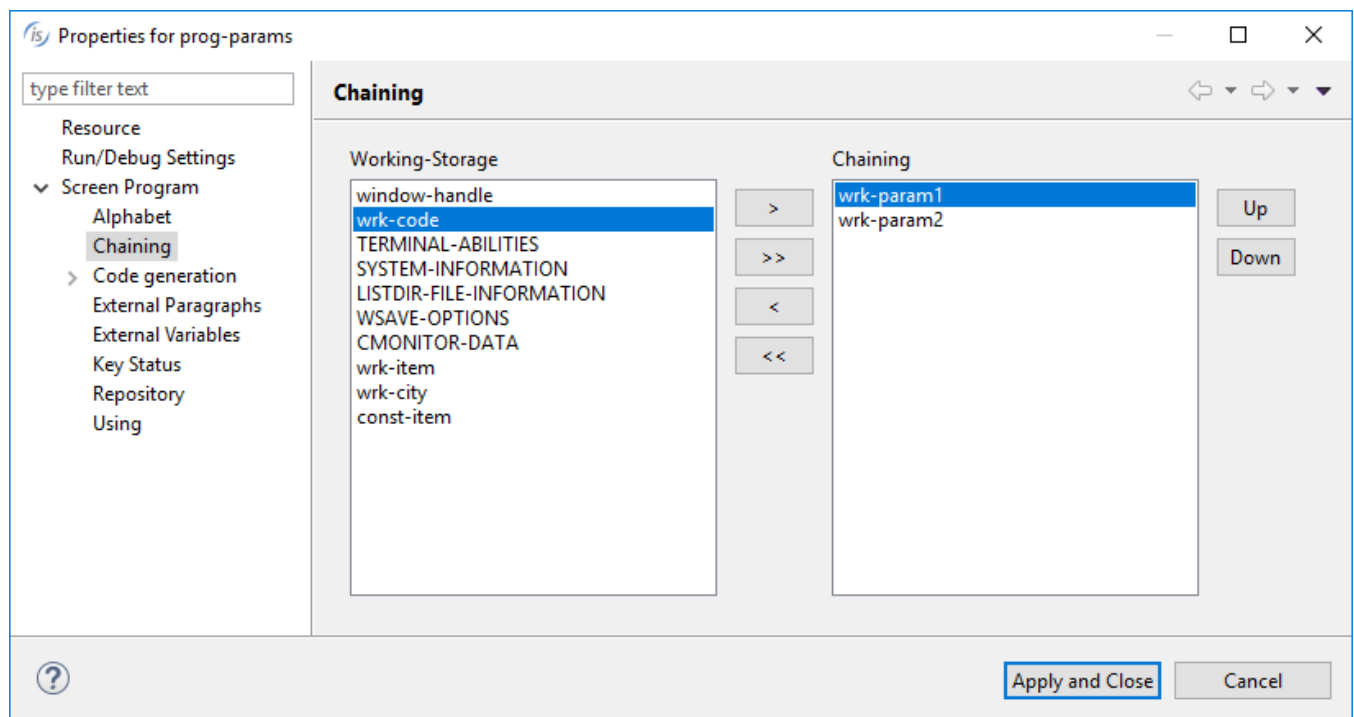 is Properties for prog-params
type filter text
Resource
Run/Debug Settings
Screen Program
Alphabet
Chaining
Code generation
External Paragraphs
External Variables
Key Status
Repository
Using
Chaining
Working-Storage
window-handle
wrk-code
TERMINAL-ABILITIES
SYSTEM-INFORMATION
LISTDIR-FILE-INFORMATION
WSAVE-OPTIONS
CMONITOR-DATA
wrk-item
wrk-city
const-item
>
>>
<
<<
Chaining
wrk-param1
wrk-param2
Up
Down
?
Apply and Close
Cancel